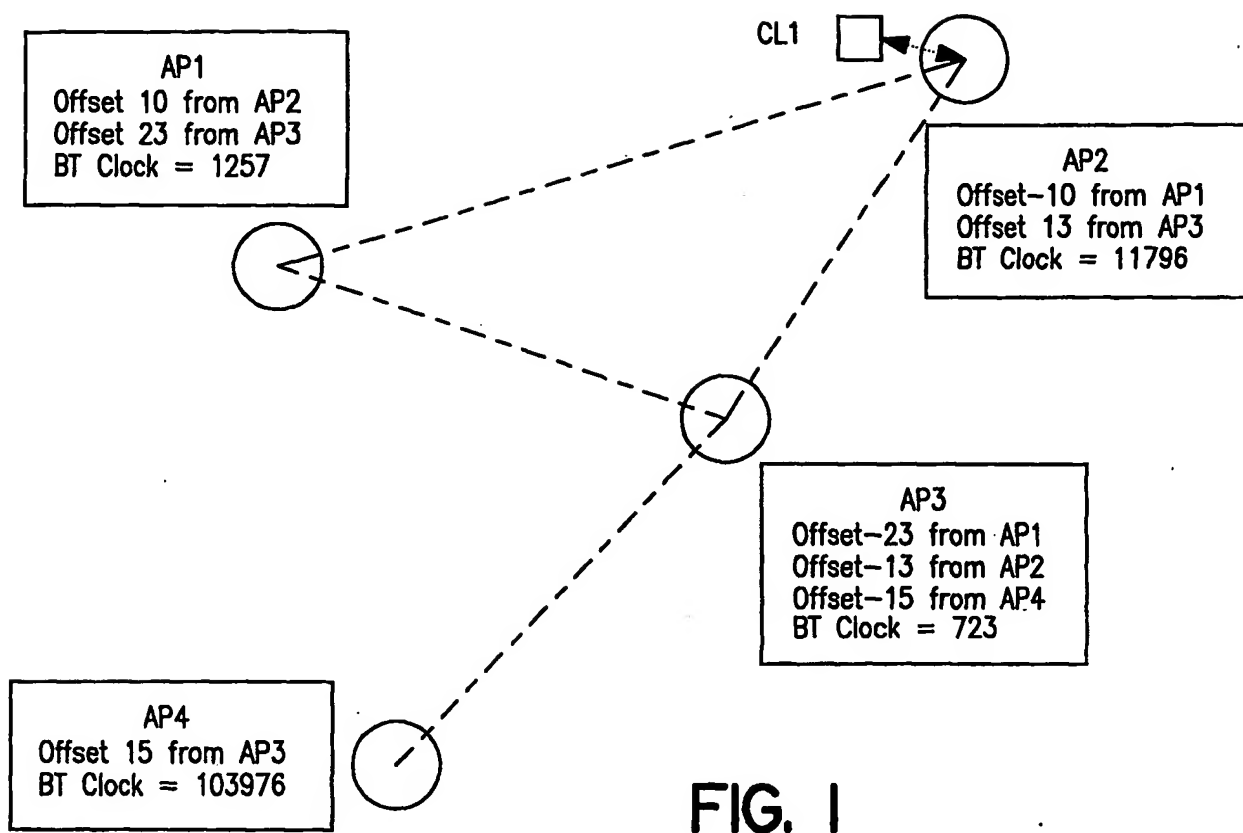 AP1
Offset 10 from AP2
Offset 23 from AP3
BT Clock = 1257
CL1
AP2
Offset-10 from AP1
Offset 13 from AP3
BT Clock = 11796
AP3
Offset-23 from AP1
Offset-13 from AP2
Offset-15 from AP4
BT Clock = 723
AP4
Offset 15 from AP3
BT Clock = 103976
FIG. 1